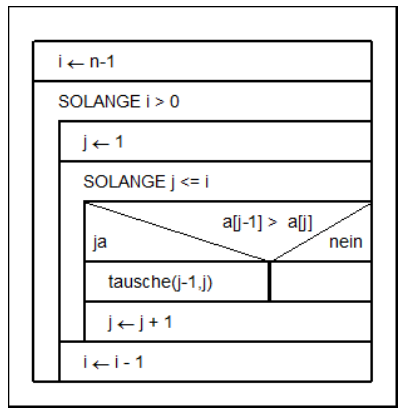 i ← n-1
SOLANGE i > 0
j ← 1
SOLANGE j <= i
a[j-1] > a[j]
ja nein
tausche(j-1,j)
j ← j + 1
i ← i - 1